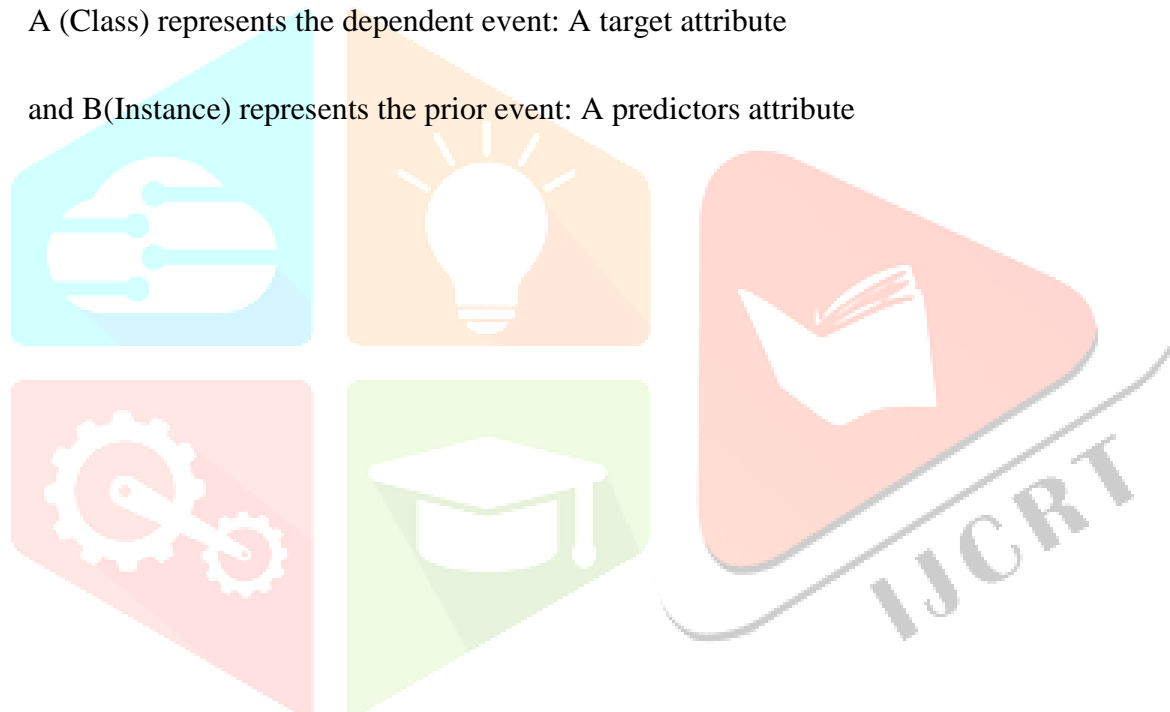 A (Class) represents the dependent event: A target attribute
and B(Instance) represents the prior event: A predictors attribute
IJCRT